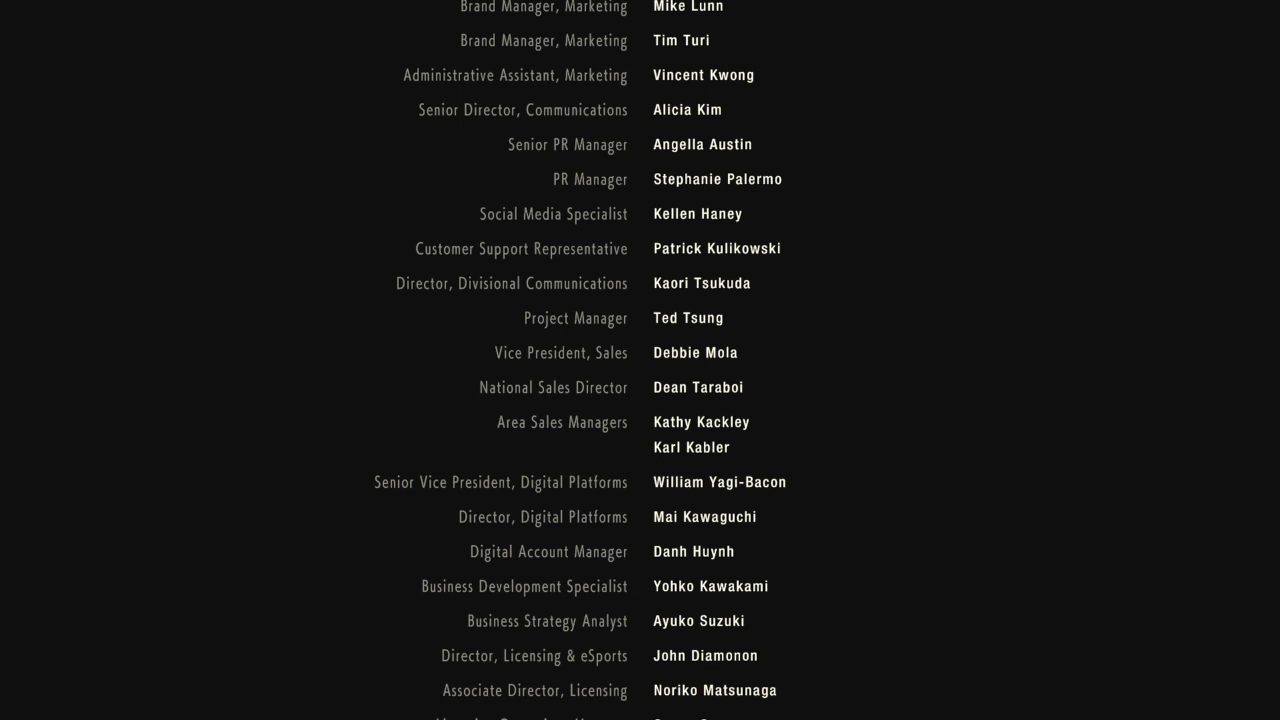 Brand Manager, Marketing Mike Lunn
Brand Manager, Marketing Tim Turi
Administrative Assistant, Marketing Vincent Kwong
Senior Director, Communications Alicia Kim
Senior PR Manager Angella Austin
PR Manager Stephanie Palermo
Social Media Specialist Kellen Haney
Customer Support Representative Patrick Kulikowski
Director, Divisional Communications Kaori Tsukuda
Project Manager Ted Tsung
Vice President, Sales Debbie Mola
National Sales Director Dean Taraboi
Area Sales Managers Kathy Kackley
Karl Kabler
Senior Vice President, Digital Platforms William Yagi-Bacon
Director, Digital Platforms Mai Kawaguchi
Digital Account Manager Danh Huynh
Business Development Specialist Yohko Kawakami
Business Strategy Analyst Ayuko Suzuki
Director, Licensing & eSports John Diamonon
Associate Director, Licensing Noriko Matsunaga